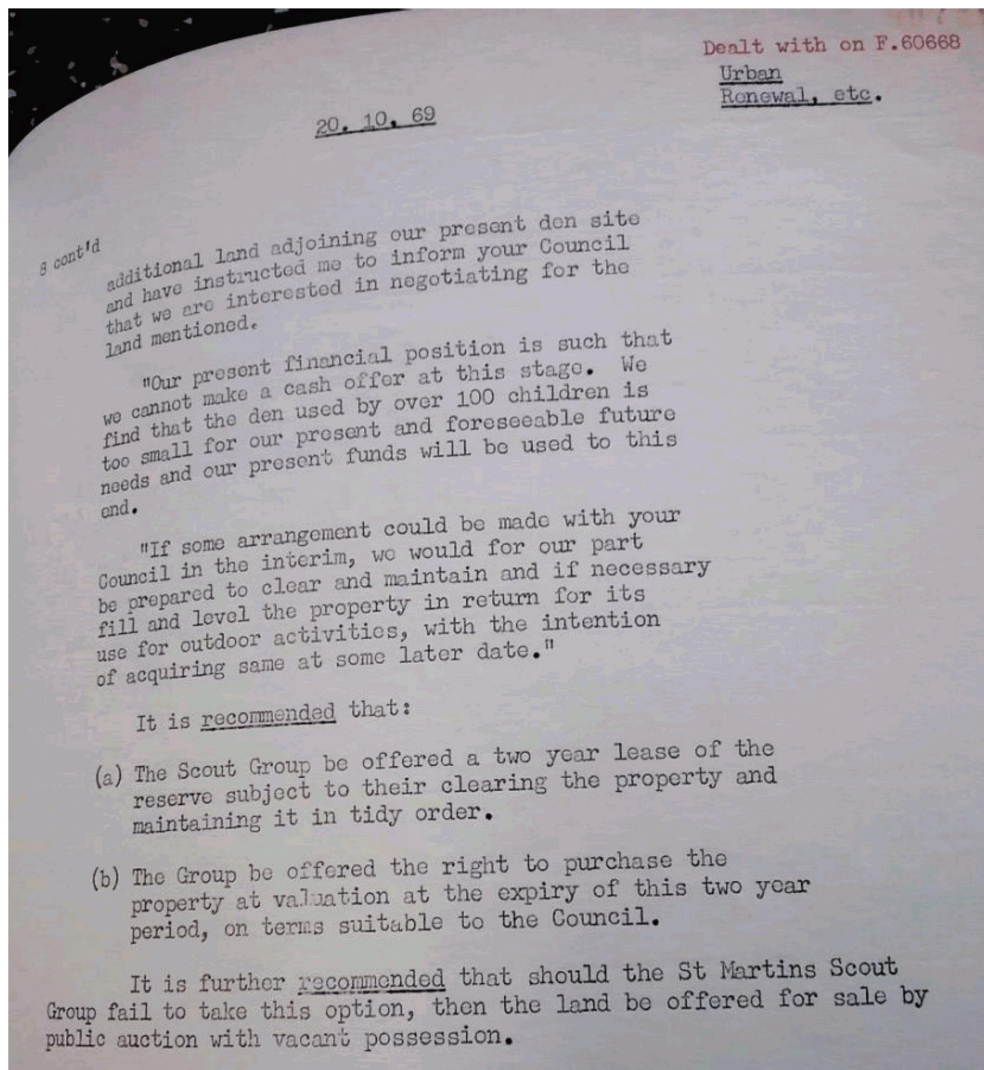 Dealt with on F.60668
Urban
Renewal, etc.
20. 10. 69
8 cont'd
additional land adjoining our present den site
and have instructed me to inform your Council
that we are interested in negotiating for the
land mentioned.
"Our present financial position is such that
we cannot make a cash offer at this stage. We
find that the den used by over 100 children is
too small for our present and foreseeable future
needs and our present funds will be used to this
end.
"If some arrangement could be made with your
Council in the interim, we would for our part
be prepared to clear and maintain and if necessary
fill and level the property in return for its
use for outdoor activities, with the intention
of acquiring same at some later date."
It is recommended that:
(a) The Scout Group be offered a two year lease of the
reserve subject to their clearing the property and
maintaining it in tidy order.
(b) The Group be offered the right to purchase the
property at valuation at the expiry of this two year
period, on terms suitable to the Council.
It is further recommended that should the St Martins Scout
Group fail to take this option, then the land be offered for sale by
public auction with vacant possession.